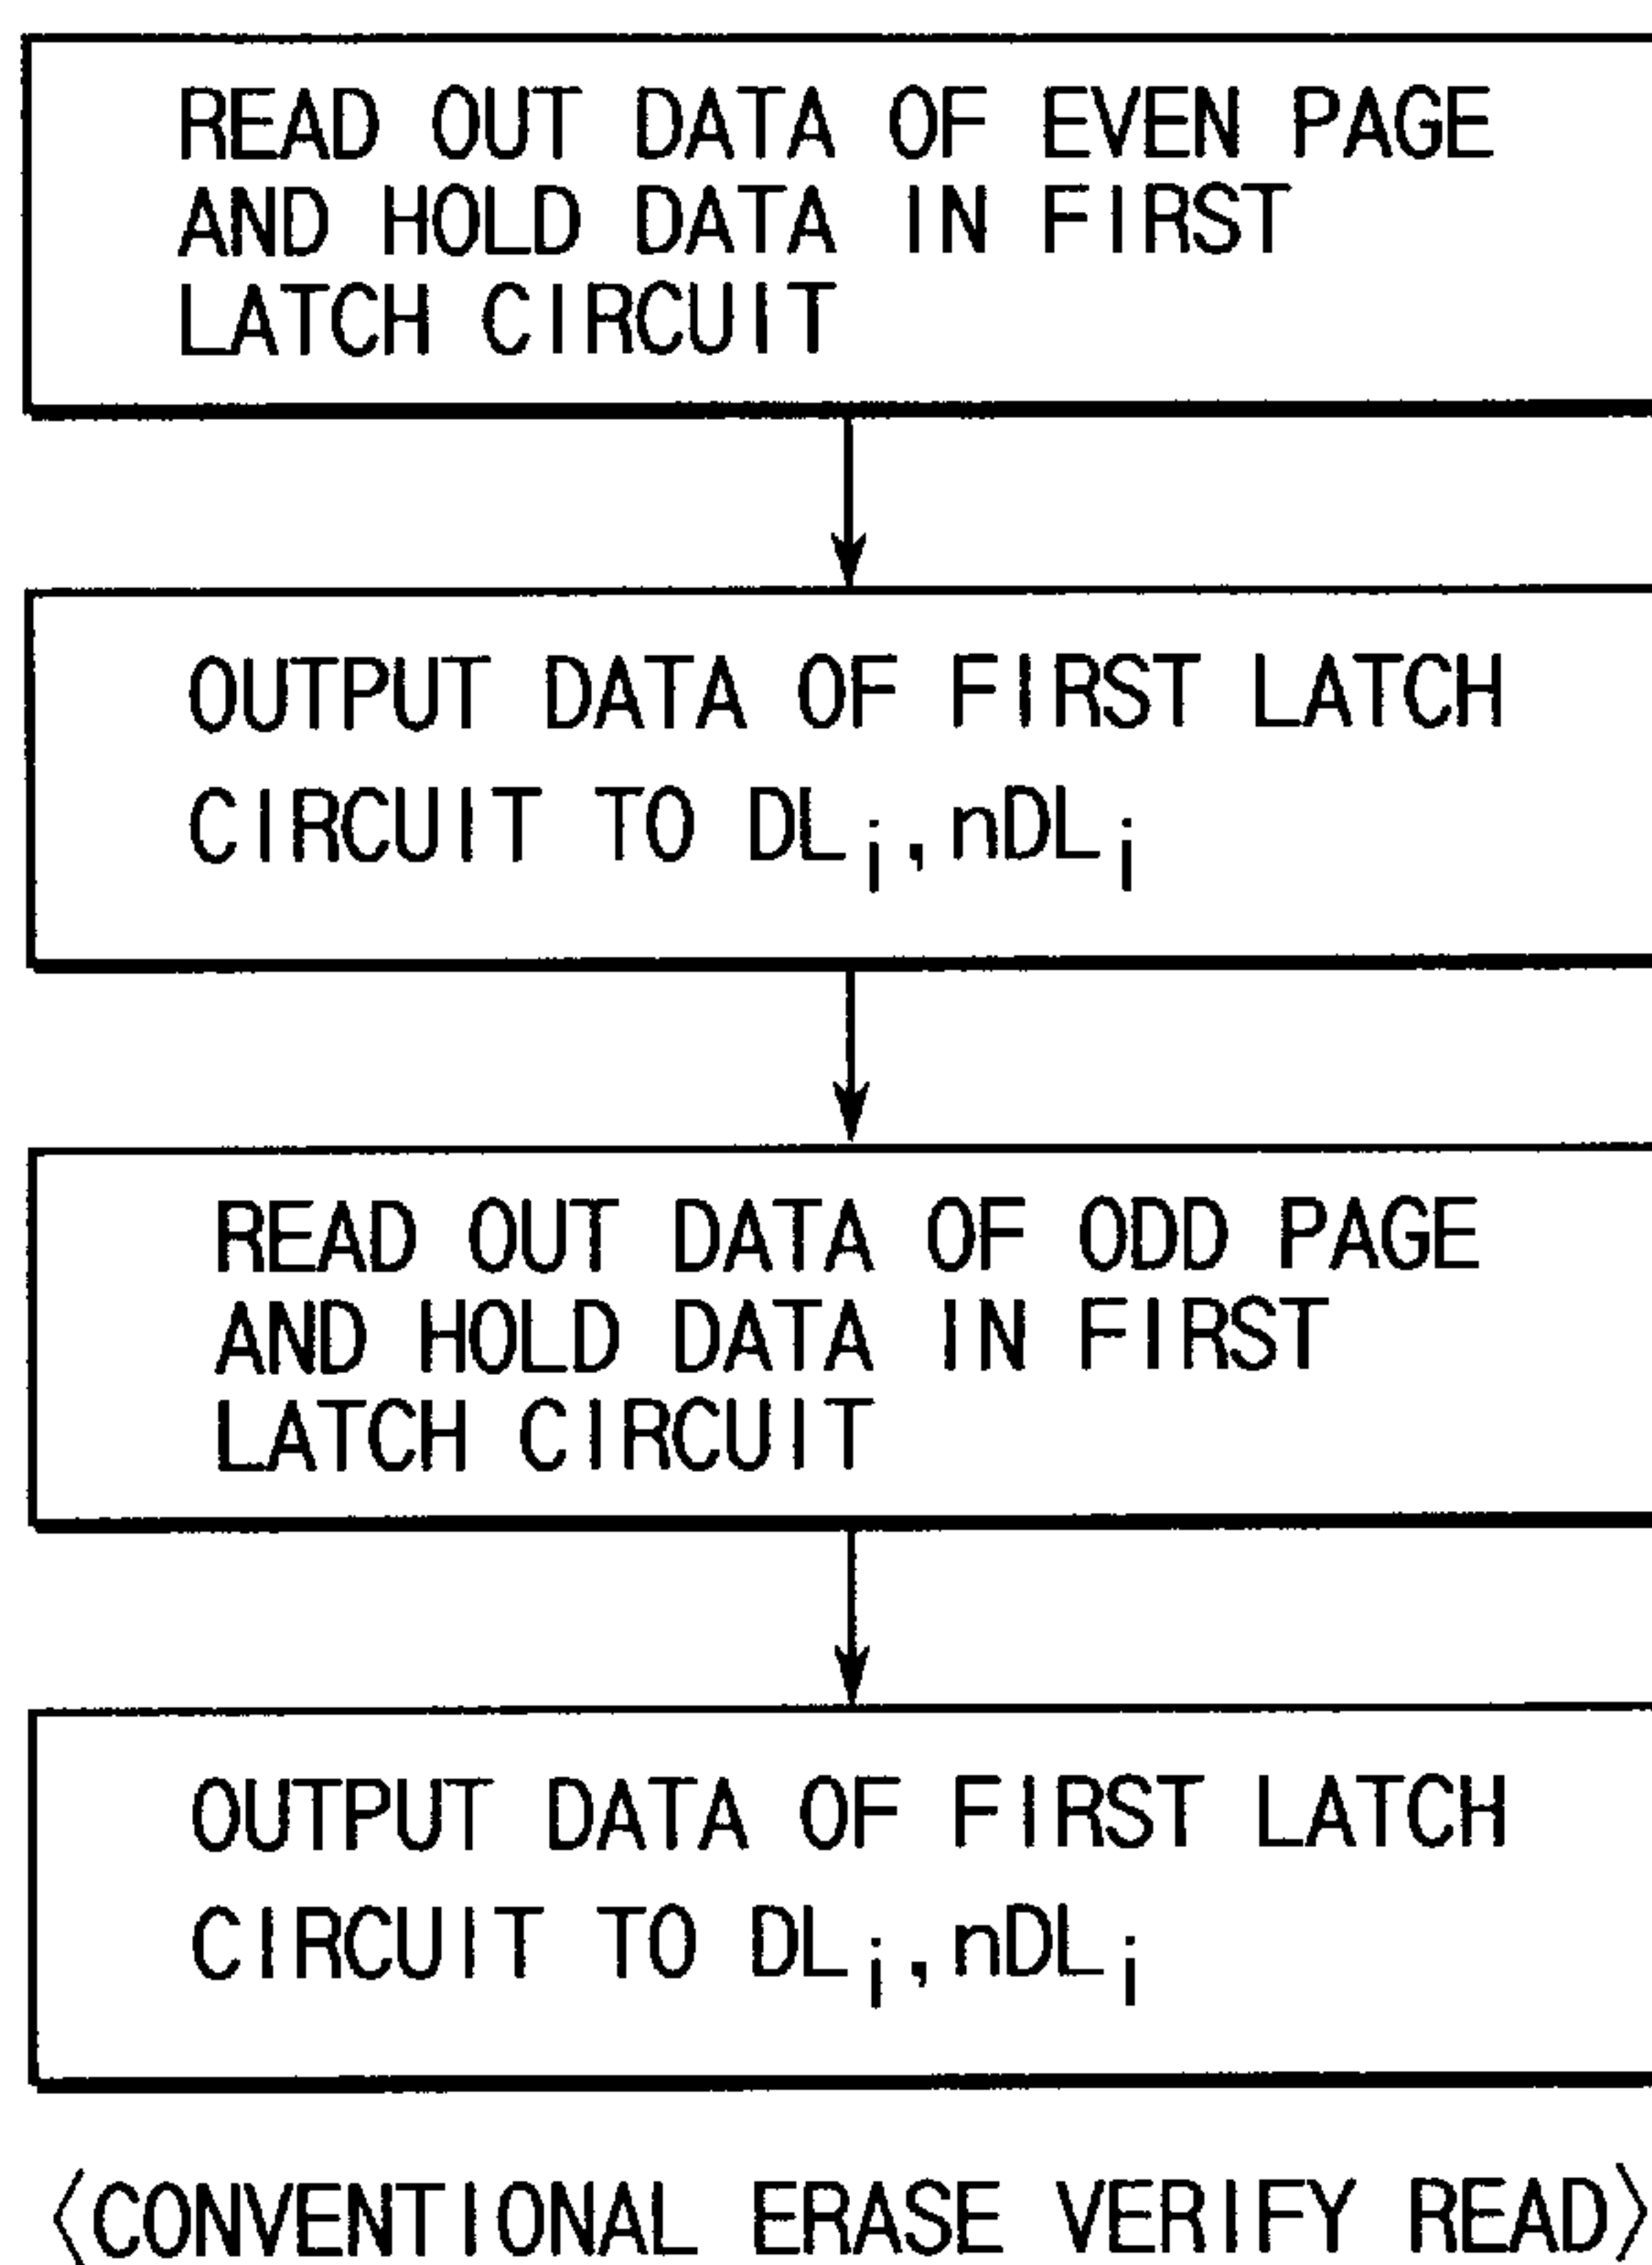 READ OUT DATA OF EVEN PAGE
AND HOLD DATA IN FIRST
LATCH CIRCUIT
OUTPUT DATA OF FIRST LATCH
CIRCUIT TO DLi,nDLi
READ OUT DATA OF ODD PAGE
AND HOLD DATA IN FIRST
LATCH CIRCUIT
OUTPUT DATA OF FIRST LATCH
CIRCUIT TO DLi,nDLi
〈CONVENTIONAL ERASE VERIFY READ〉